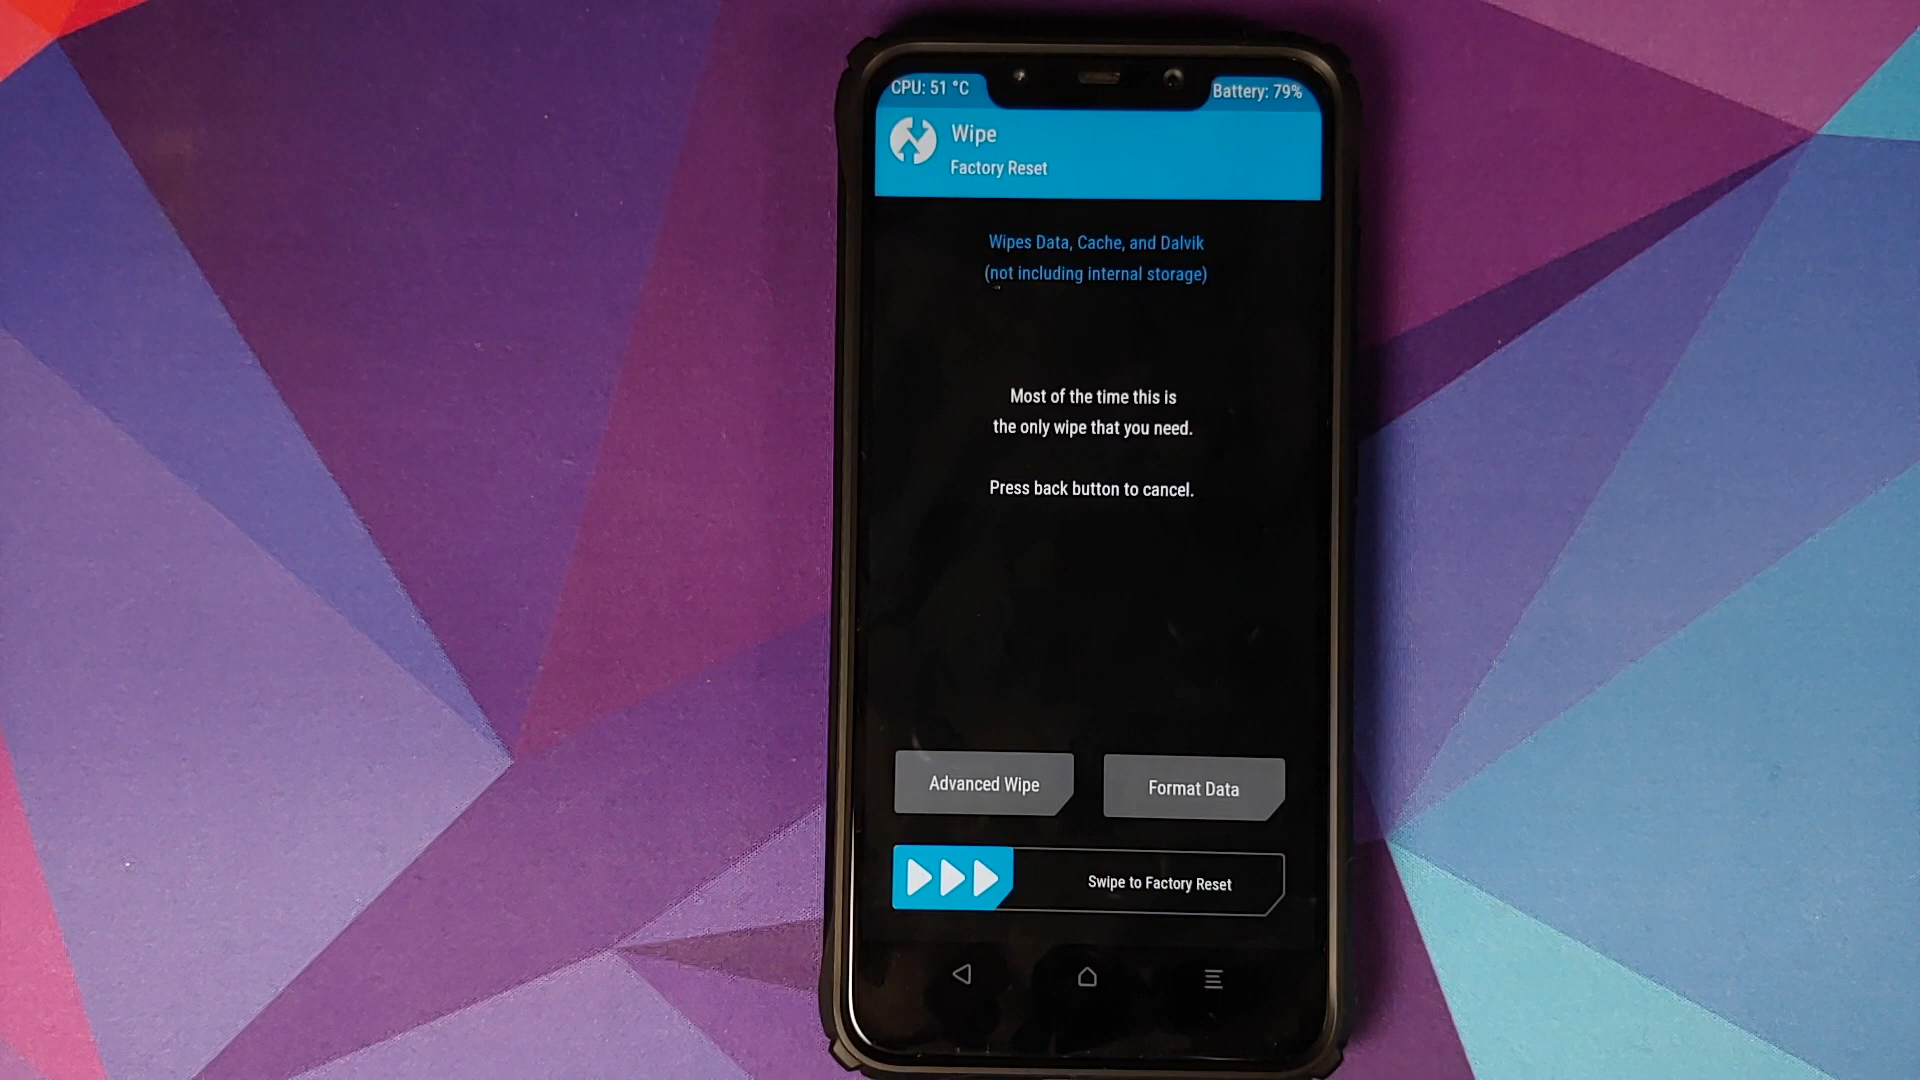 CPU: 51 °C
Battery: 79%
Wipe
Factory Reset
Wipes Data, Cache, and Dalvik
(not including internal storage)
Most of the time this is
the only wipe that you need.
Press back button to cancel.
Advanced Wipe
Format Data
Swipe to Factory Reset